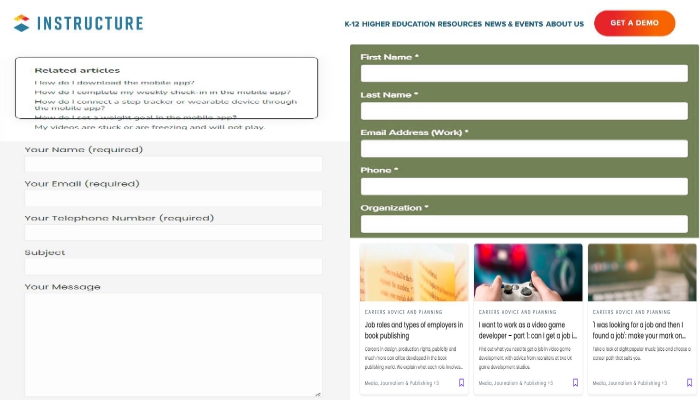 INSTRUCTURE
K-12 HIGHER EDUCATION RESOURCES NEWS & EVENTS ABOUT US
GET A DEMO
Related articles
How do I download the mobile app?
How do I complete my weekly check-in in the mobile app?
How do I connect a step tracker or wearable device through
the mobile app?
How do I set a weight goal in the mobile app?
My videos are stuck or are freezing and will not play.
Your Name (required)
Your Email (required)
Your Telephone Number (required)
Subject
Your Message
First Name *
Last Name *
Email Address (Work) *
Phone *
Organization *
CAREERS ADVICE AND PLANNING
Job roles and types of employers in
book publishing
Careers in design, production, rights, publicity and
much more can all be developed in the book
publishing world. We explain what each role involves...
Media, Journalism & Publishing +3
CAREERS ADVICE AND PLANNING
I want to work as a video game
developer – part 1: can I get a job i...
Find out what you need to get a job in video game
development, with advice from recruiters at the UK
game development studios.
Media, Journalism & Publishing +3
CAREERS ADVICE AND PLANNING
'I was looking for a job and then I
found a job': make your mark on...
Take a look at eight popular music jobs and choose a
career path that suits you.
Media, Journalism & Publishing +3